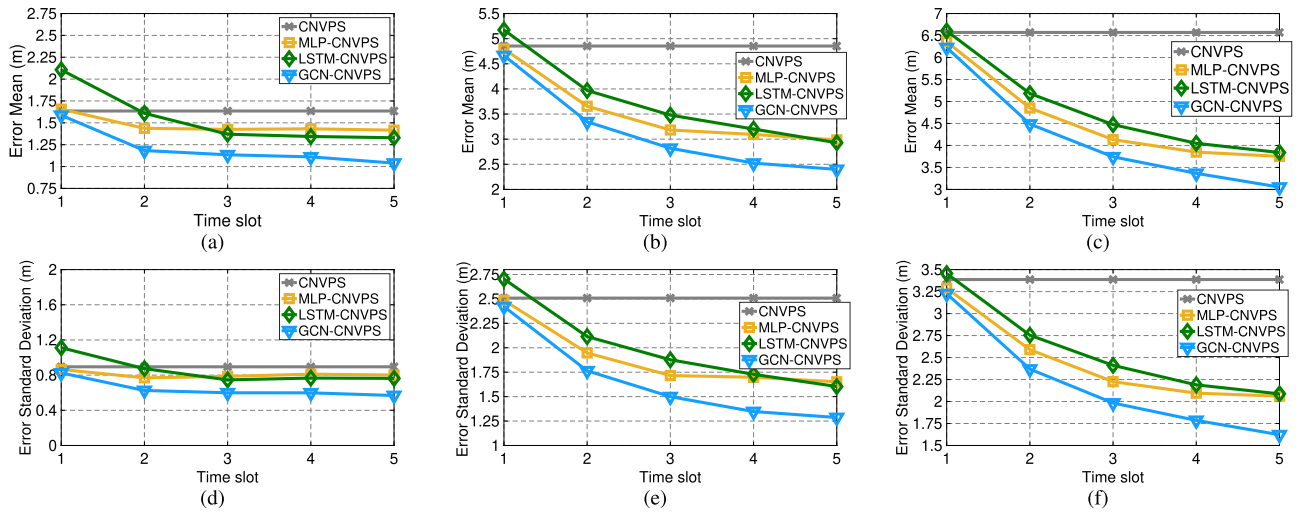 2.75
2.5
2.25
2
1.75
1.5
1.25
1
0.75
Error Mean (m)
CNVPS
MLP-CNVPS
LSTM-CNVPS
GCN-CNVPS
1 2 3 4 5
Time slot
(a)
5.5
5
4.5
4
3.5
3
2.5
2
Error Mean (m)
CNVPS
MLP-CNVPS
LSTM-CNVPS
GCN-CNVPS
1 2 3 4 5
Time slot
(b)
7
6.5
6
5.5
5
4.5
4
3.5
3
Error Mean (m)
CNVPS
MLP-CNVPS
LSTM-CNVPS
GCN-CNVPS
1 2 3 4 5
Time slot
(c)
2
1.6
1.2
0.8
0.4
0
Error Standard Deviation (m)
CNVPS
MLP-CNVPS
LSTM-CNVPS
GCN-CNVPS
1 2 3 4 5
Time slot
(d)
2.75
2.5
2.25
2
1.75
1.5
1.25
1
Error Standard Deviation (m)
CNVPS
MLP-CNVPS
LSTM-CNVPS
GCN-CNVPS
1 2 3 4 5
Time slot
(e)
3.5
3.25
3
2.75
2.5
2.25
2
1.75
1.5
Error Standard Deviation (m)
CNVPS
MLP-CNVPS
LSTM-CNVPS
GCN-CNVPS
1 2 3 4 5
Time slot
(f)